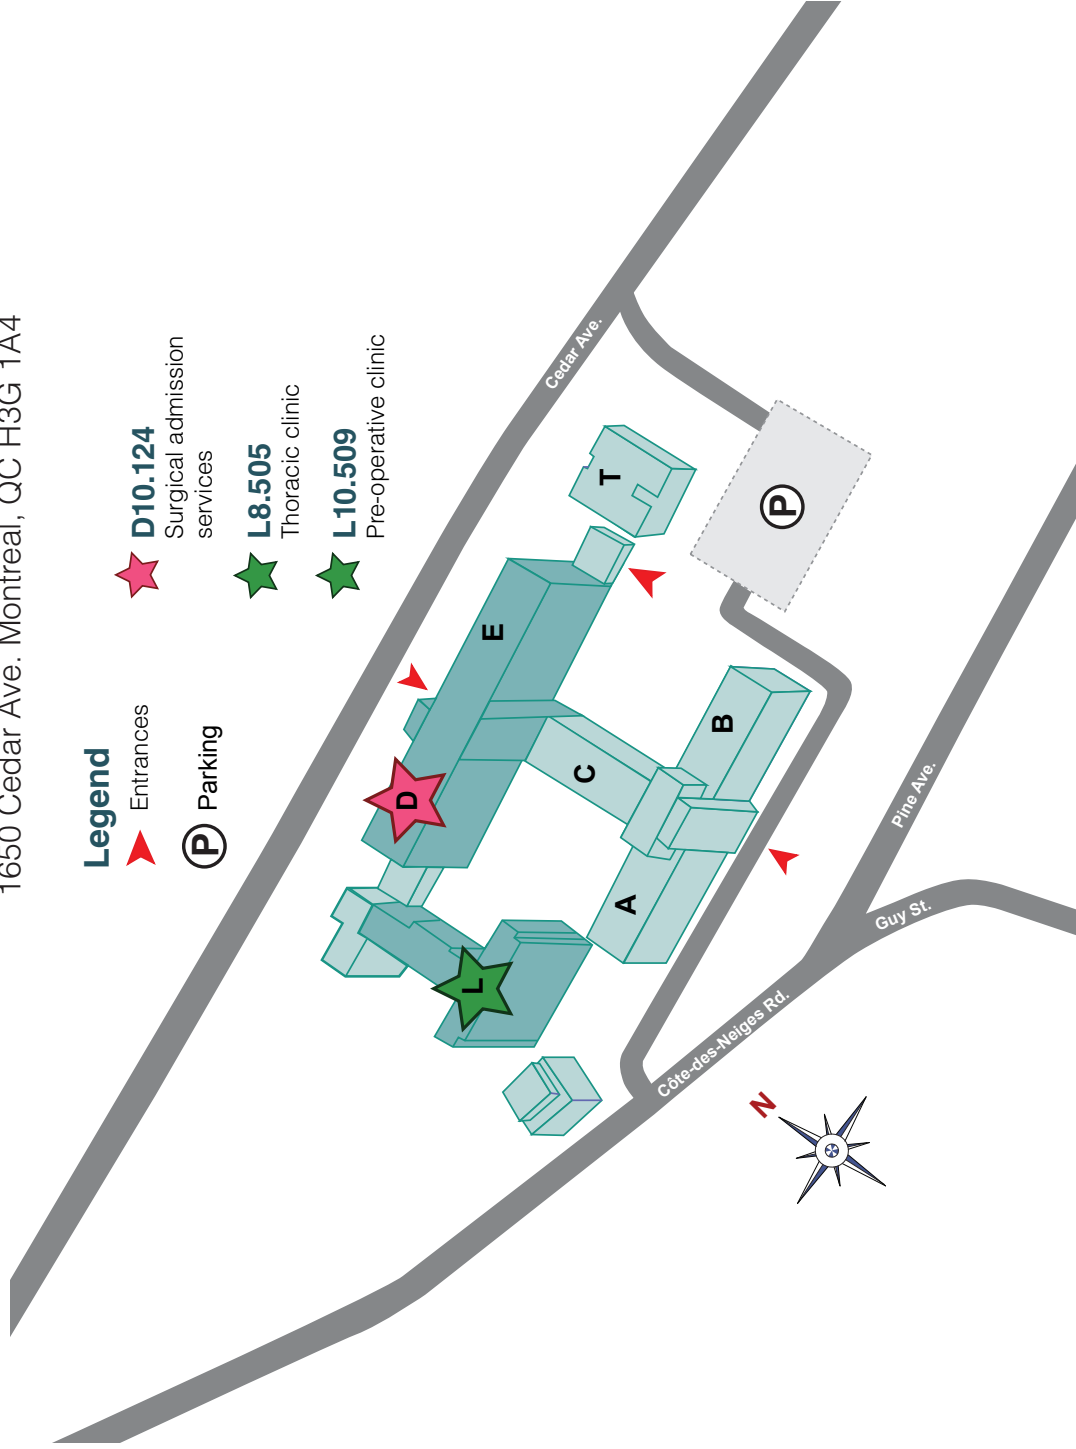 1650 Cedar Ave. Montreal, QC H3G 1A4
Legend
Entrances
P Parking
D10.124
Surgical admission
services
L8.505
Thoracic clinic
L10.509
Pre-operative clinic
Cedar Ave.
T
E
D
P
C
B
L
A
Pine Ave.
Guy St.
Côte-des-Neiges Rd.
N